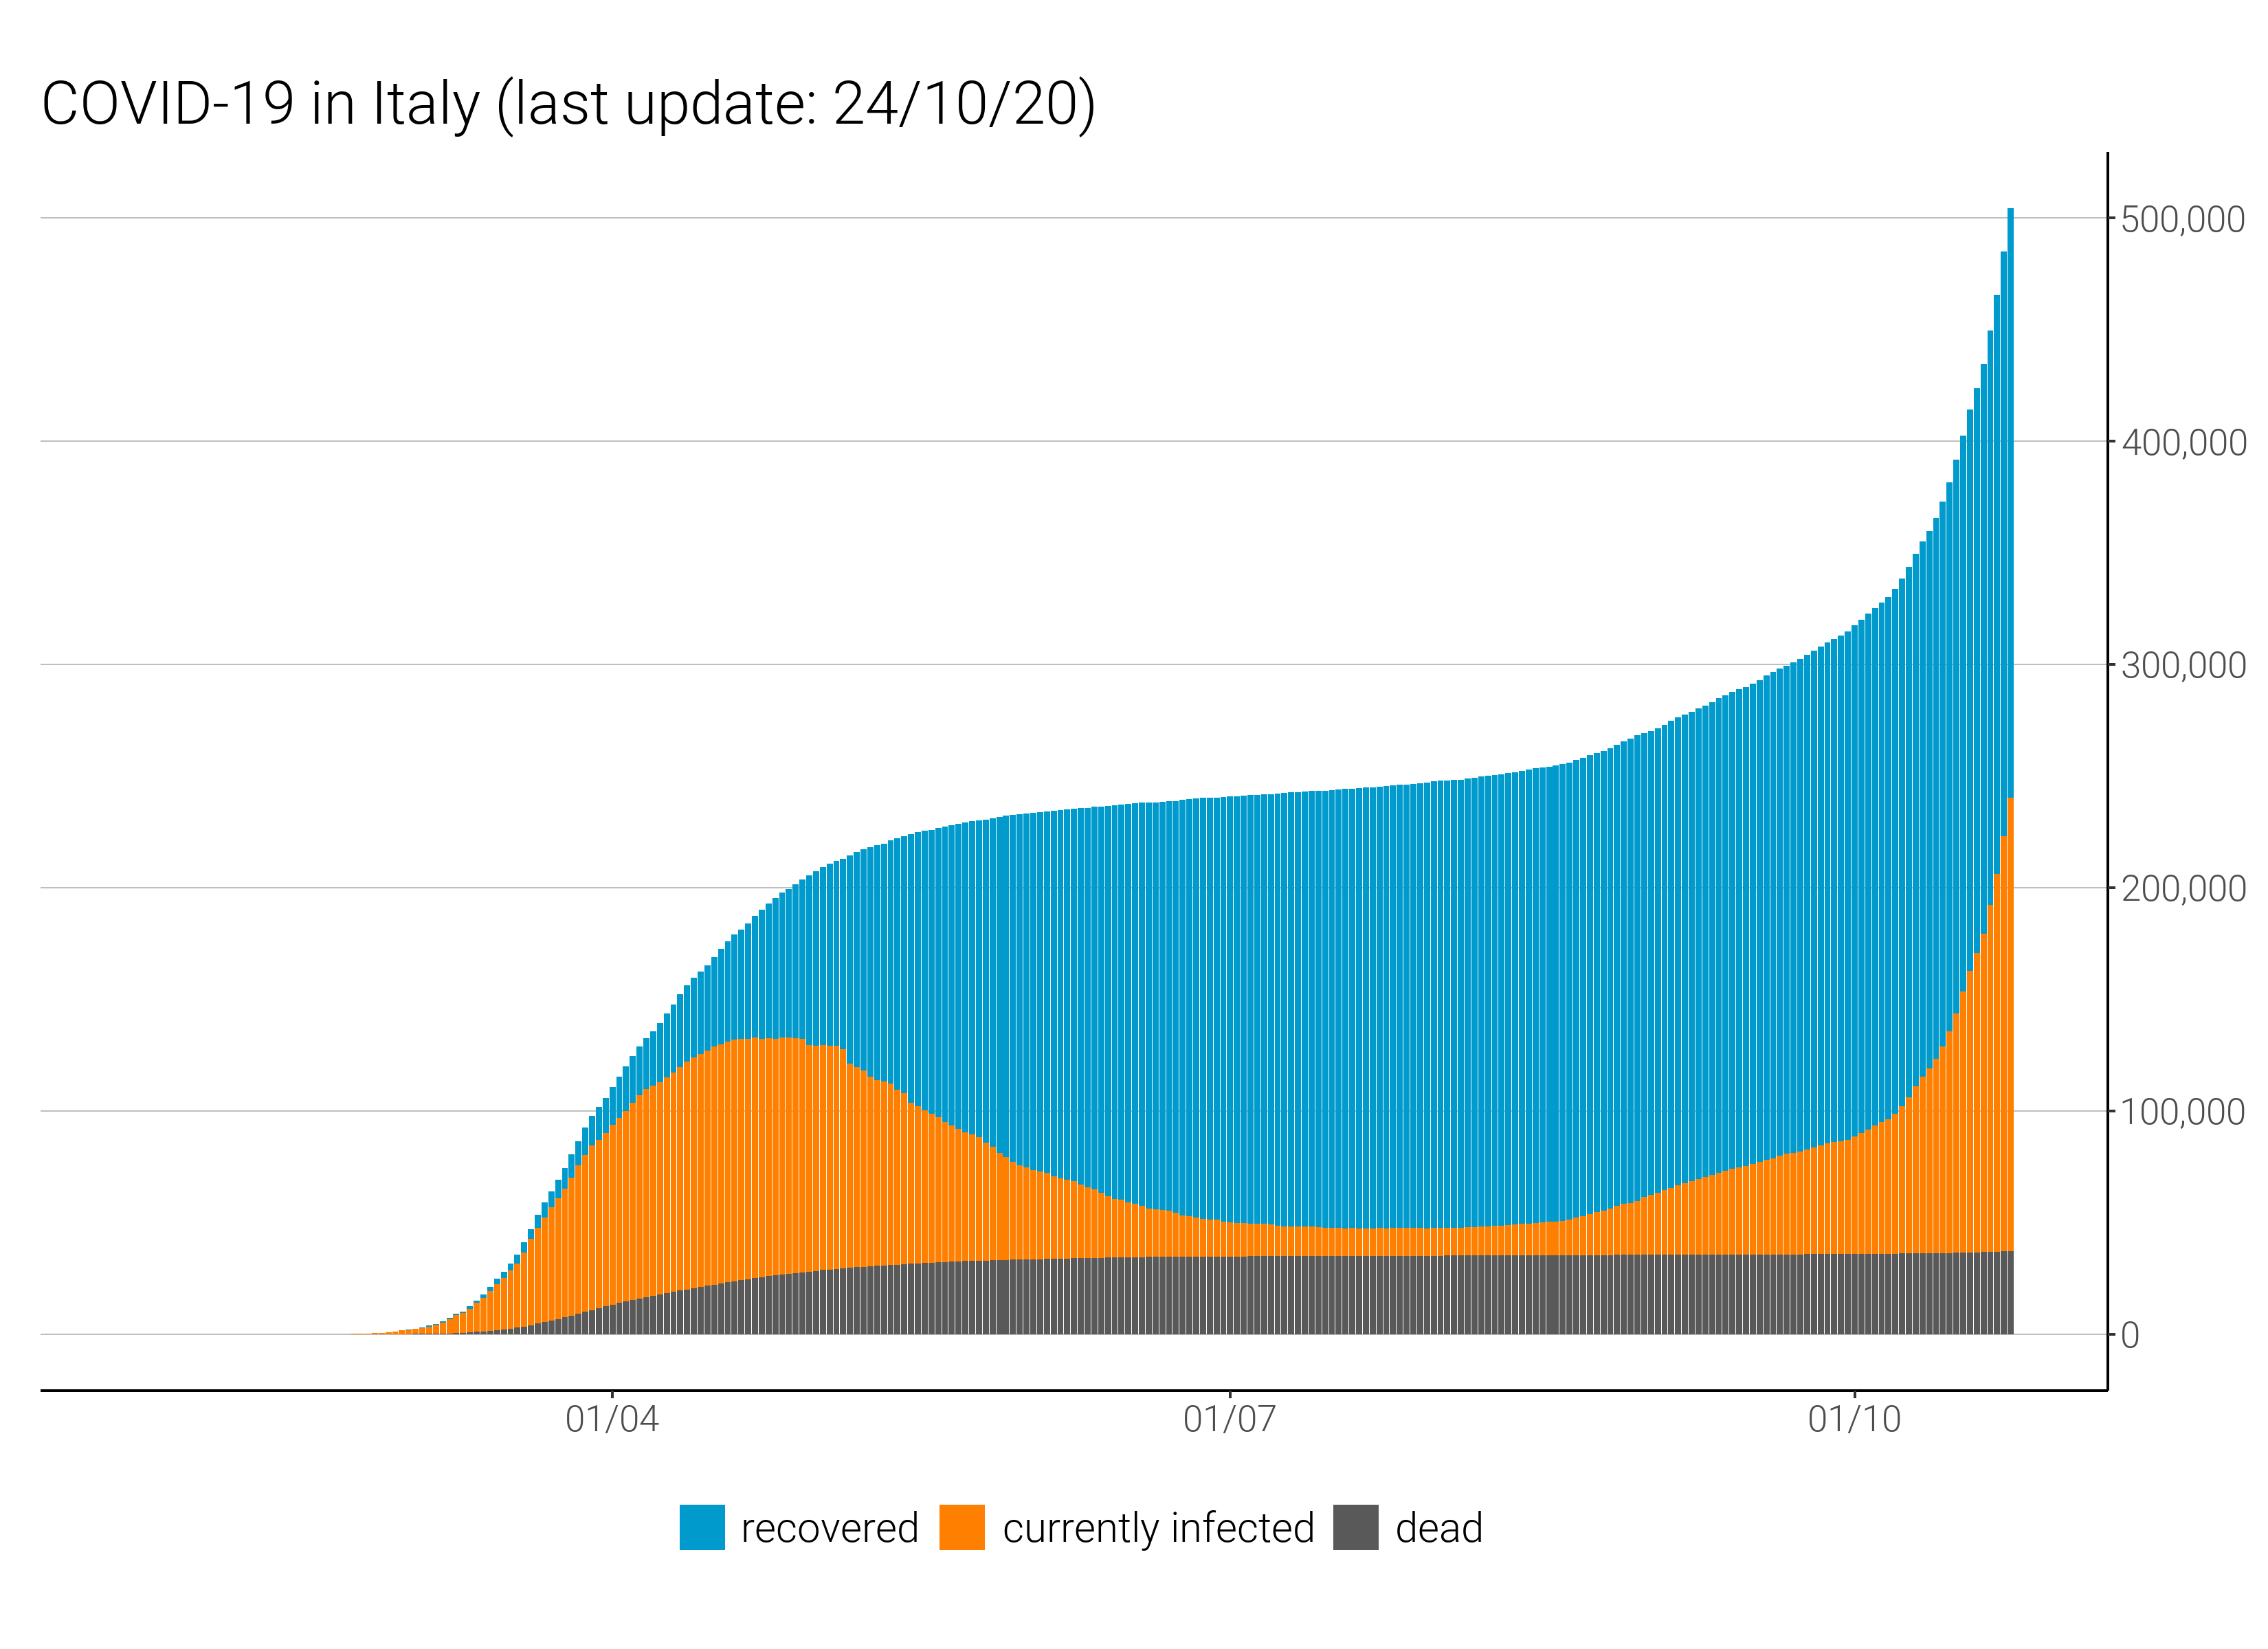 COVID-19 in Italy (last update: 24/10/20)
500,000
400,000
300,000
200,000
100,000
0
01/04 01/07 01/10
recovered currently infected dead